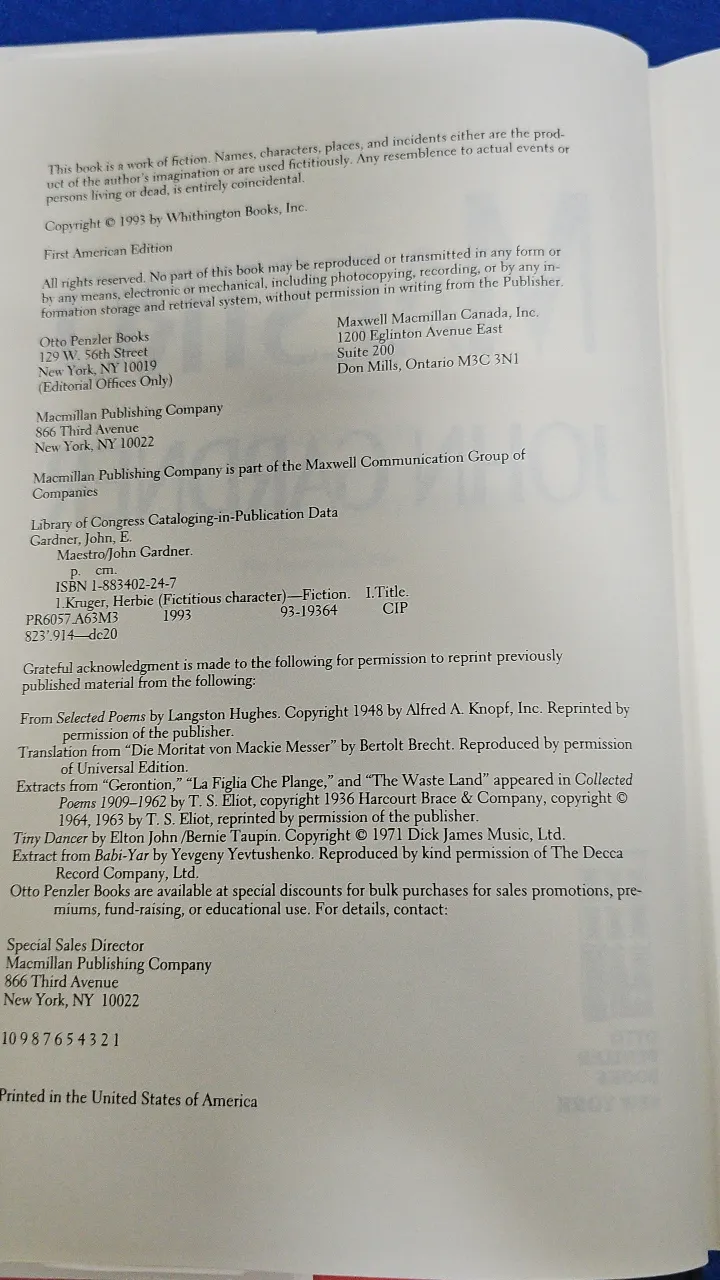 This book is a work of fiction. Names, characters, places, and incidents either are the prod-
uct of the author's imagination or are used fictitiously. Any resemblence to actual events or
persons living or dead, is entirely coincidental.
Copyright © 1993 by Whithington Books, Inc.
First American Edition
All rights reserved. No part of this book may be reproduced or transmitted in any form or
by any means, electronic or mechanical, including photocopying, recording, or by any in-
formation storage and retrieval system, without permission in writing from the Publisher.
Otto Penzler Books
129 W. 56th Street
New York, NY 10019
(Editorial Offices Only)
Maxwell Macmillan Canada, Inc.
1200 Eglinton Avenue East
Suite 200
Don Mills, Ontario M3C 3N1
Macmillan Publishing Company
866 Third Avenue
New York, NY 10022
Macmillan Publishing Company is part of the Maxwell Communication Group of
Companies
Library of Congress Cataloging-in-Publication Data
Gardner, John, E.
Maestro/John Gardner.
p. cm.
ISBN 1-883402-24-7
1.Kruger, Herbie (Fictitious character)—Fiction. I.Title.
PR6057.A63M3 1993 93-19364 CIP
823'.914—dc20
Grateful acknowledgment is made to the following for permission to reprint previously
published material from the following:
From Selected Poems by Langston Hughes. Copyright 1948 by Alfred A. Knopf, Inc. Reprinted by
permission of the publisher.
Translation from “Die Moritat von Mackie Messer” by Bertolt Brecht. Reproduced by permission
of Universal Edition.
Extracts from “Gerontion,” “La Figlia Che Plange,” and “The Waste Land” appeared in Collected
Poems 1909–1962 by T. S. Eliot, copyright 1936 Harcourt Brace & Company, copyright ©
1964, 1963 by T. S. Eliot, reprinted by permission of the publisher.
Tiny Dancer by Elton John /Bernie Taupin. Copyright © 1971 Dick James Music, Ltd.
Extract from Babi-Yar by Yevgeny Yevtushenko. Reproduced by kind permission of The Decca
Record Company, Ltd.
Otto Penzler Books are available at special discounts for bulk purchases for sales promotions, pre-
miums, fund-raising, or educational use. For details, contact:
Special Sales Director
Macmillan Publishing Company
866 Third Avenue
New York, NY 10022
10 9 8 7 6 5 4 3 2 1
Printed in the United States of America